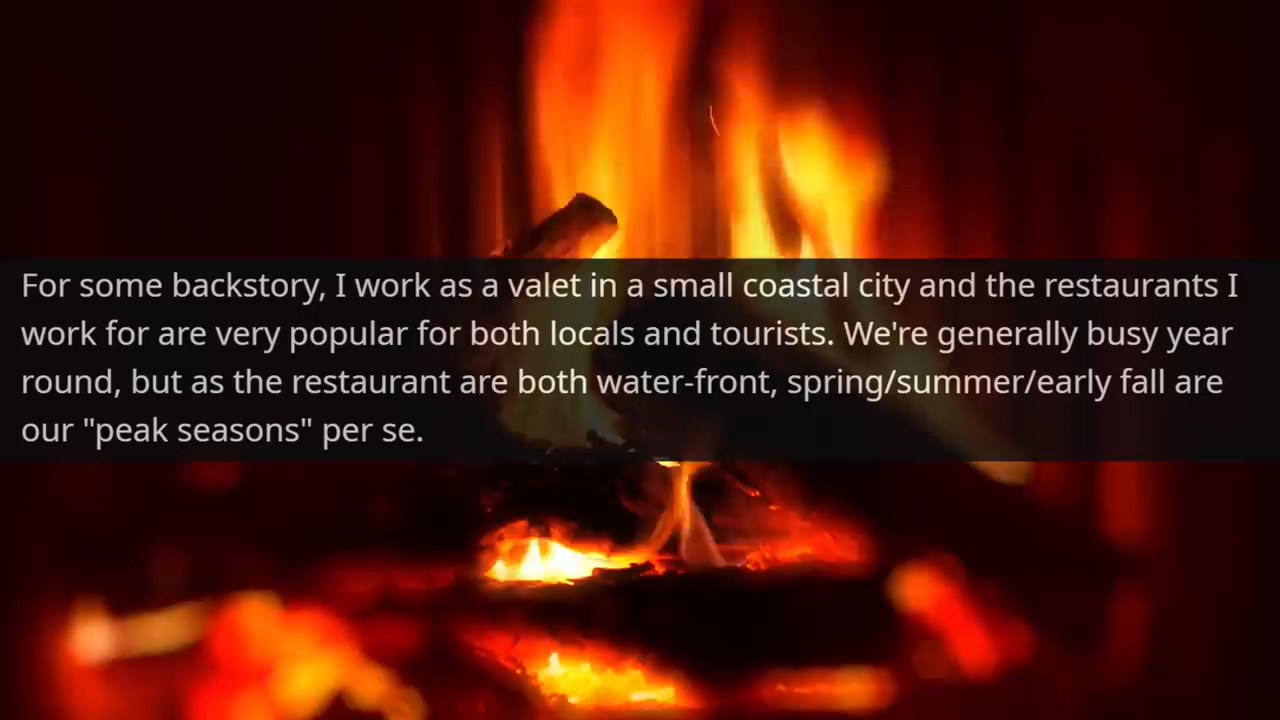 For some backstory, I work as a valet in a small coastal city and the restaurants I
work for are very popular for both locals and tourists. We're generally busy year
round, but as the restaurant are both water-front, spring/summer/early fall are
our "peak seasons" per se.